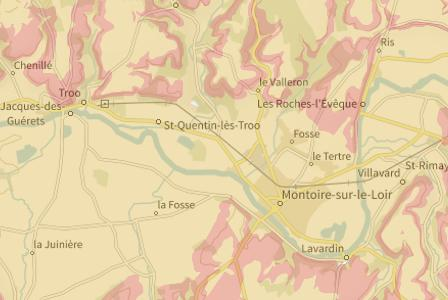 Ris
Chenillé
le Valleron
Troo
Les Roches-l'Évêque
Jacques-des-
Guérets
St-Quentin-lès-Troo
Fosse
le Tertre
St-Rimay
Villavard
Montoire-sur-le-Loir
la Fosse
la Juinière
Lavardin